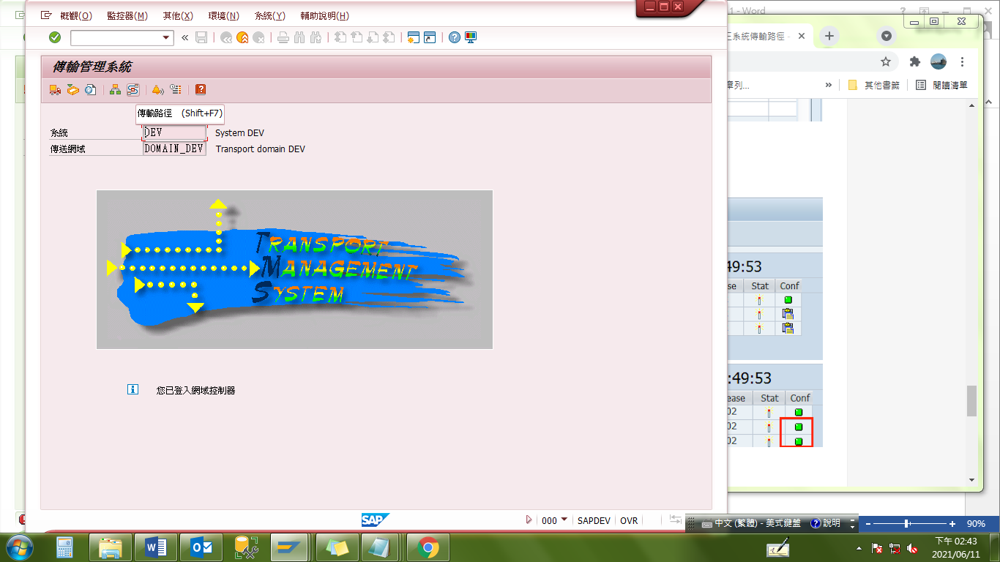 概觀(O) 監控器(M) 其他(X) 環境(N) 系統(Y) 輔助說明(H)
1 - Word
三系統傳輸路徑 -
傳輸管理系統
章列...
其他書籤
閱讀清單
傳輸路徑 (Shift+F7)
系統 DEV System DEV
傳送網域 DOMAIN_DEV Transport domain DEV
TRANSPORT
MANAGEMENT
SYSTEM
您已登入網域控制器
:49:53
Stat Conf
:49:53
ease Stat Conf
02
02
02
SAP
000 SAPDEV OVR
中文 (繁體) - 美式鍵盤 說明
90%
下午 02:43
2021/06/11